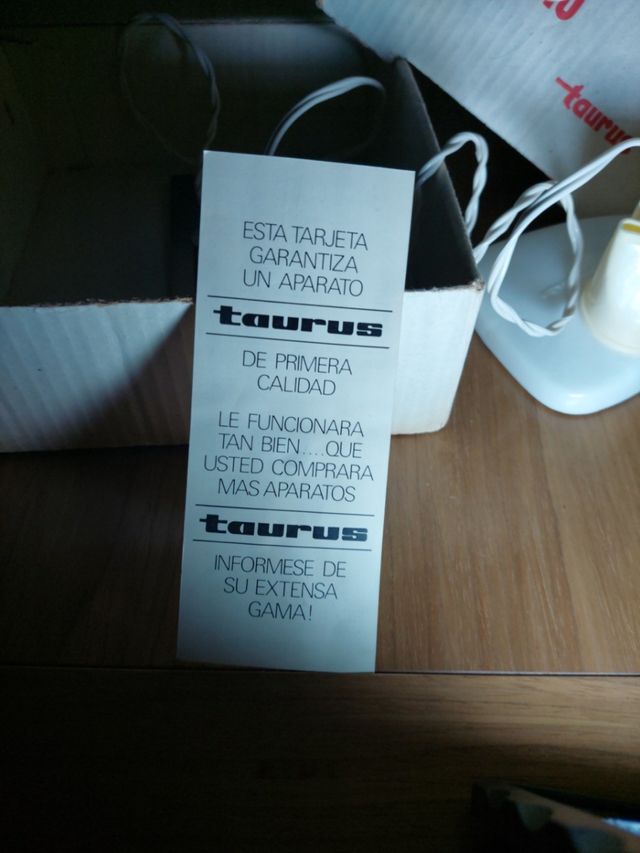 ESTA TARJETA
GARANTIZA
UN APARATO
taurus
DE PRIMERA
CALIDAD
LE FUNCIONARA
TAN BIEN....QUE
USTED COMPRARA
MAS APARATOS
taurus
INFORMESE DE
SU EXTENSA
GAMA!
taurus